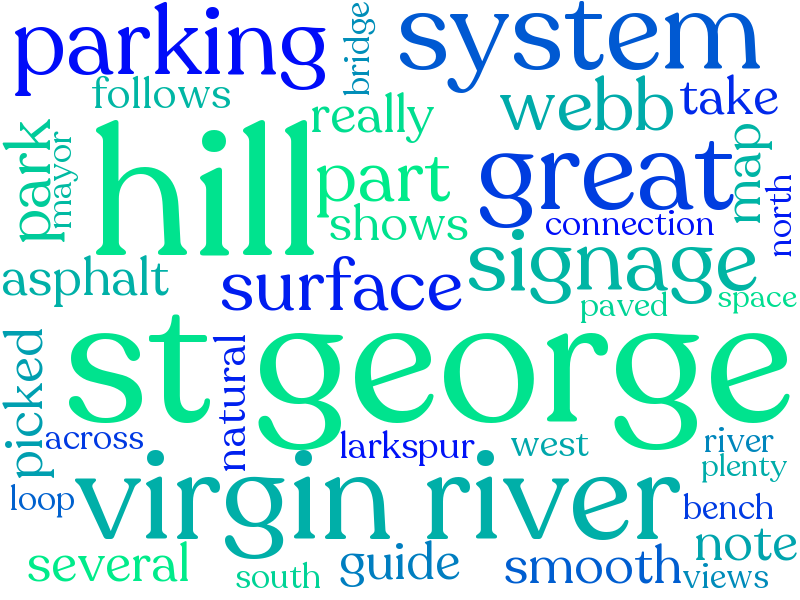 parking
bridge
system
follows
really
webb
take
park
mayor
hill
part
shows
great
map
north
connection
asphalt
surface
signage
paved
space
st george
picked
natural
across
larkspur
west
river
plenty
loop
virgin river
bench
note
several
south
guide
smooth
views